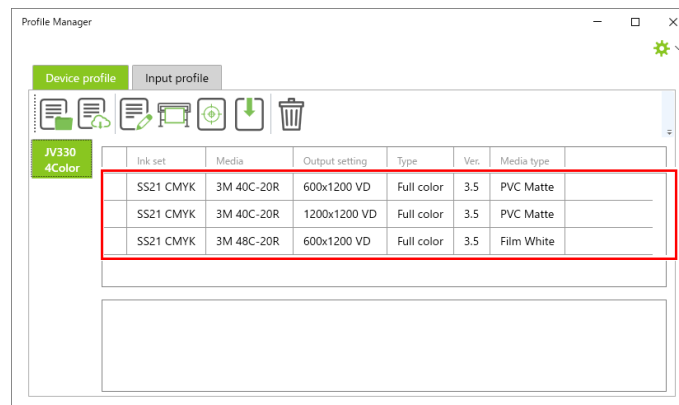 Profile Manager
Device profile Input profile
JV330
4Color
Ink set Media Output setting Type Ver. Media type
SS21 CMYK 3M 40C-20R 600x1200 VD Full color 3.5 PVC Matte
SS21 CMYK 3M 40C-20R 1200x1200 VD Full color 3.5 PVC Matte
SS21 CMYK 3M 48C-20R 600x1200 VD Full color 3.5 Film White